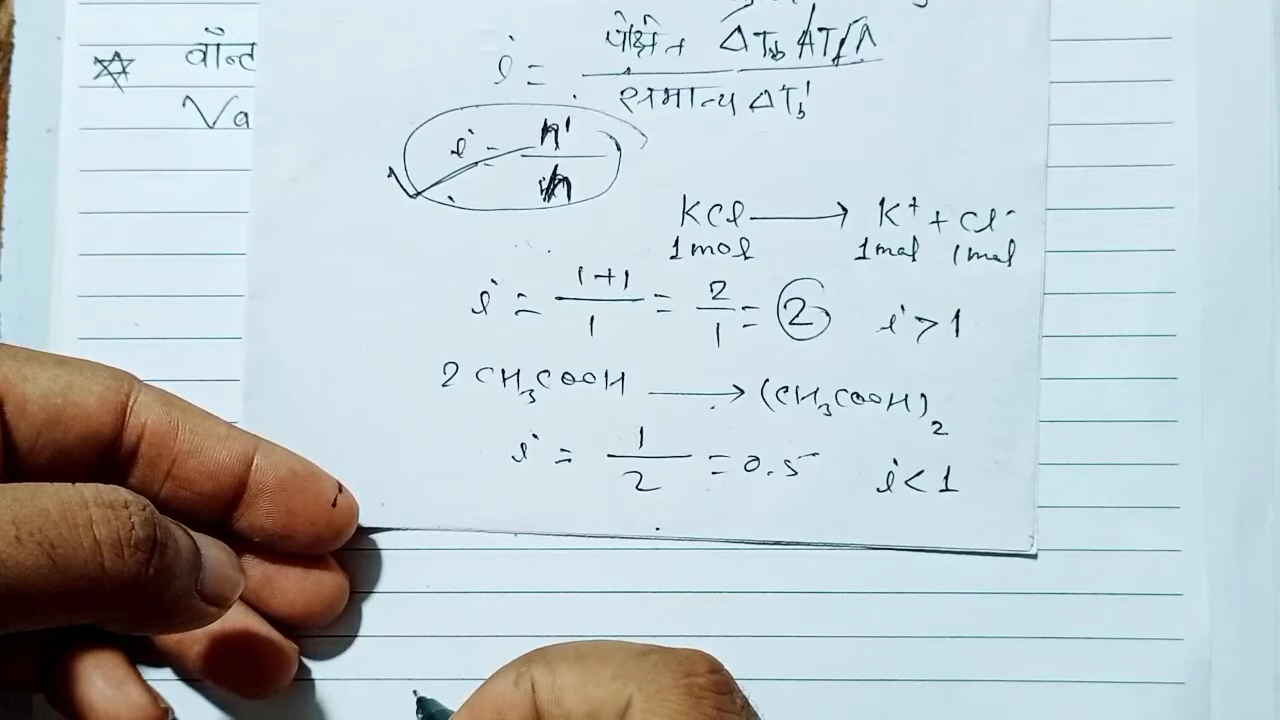 ☆ वॉन्ट
Va
i = प्रेक्षित ΔTb ΔTf/π
सामान्य ΔTb'
i = n'/n
KCl ⟶ K⁺ + Cl⁻
1 mol 1 mol 1 mol
i = 1+1/1 = 2/1 = 2 i > 1
2 CH₃COOH ⟶ (CH₃COOH)₂
i = 1/2 = 0.5 i < 1